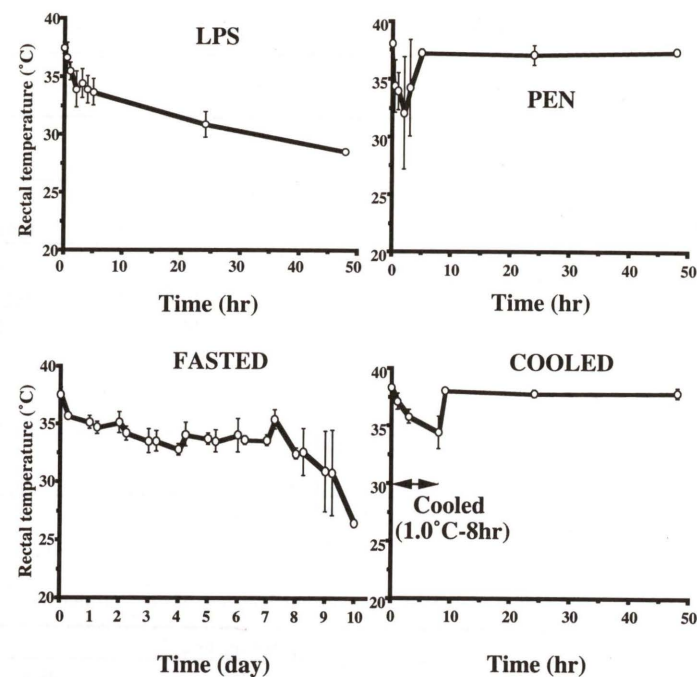 LPS
Rectal temperature (°C)
40
35
30
25
20
0 10 20 30 40 50
Time (hr)
PEN
40
35
30
25
20
0 10 20 30 40 50
Time (hr)
FASTED
Rectal temperature (°C)
40
35
30
25
20
0 1 2 3 4 5 6 7 8 9 10
Time (day)
COOLED
40
35
30
25
20
Cooled
(1.0°C-8hr)
0 10 20 30 40 50
Time (hr)